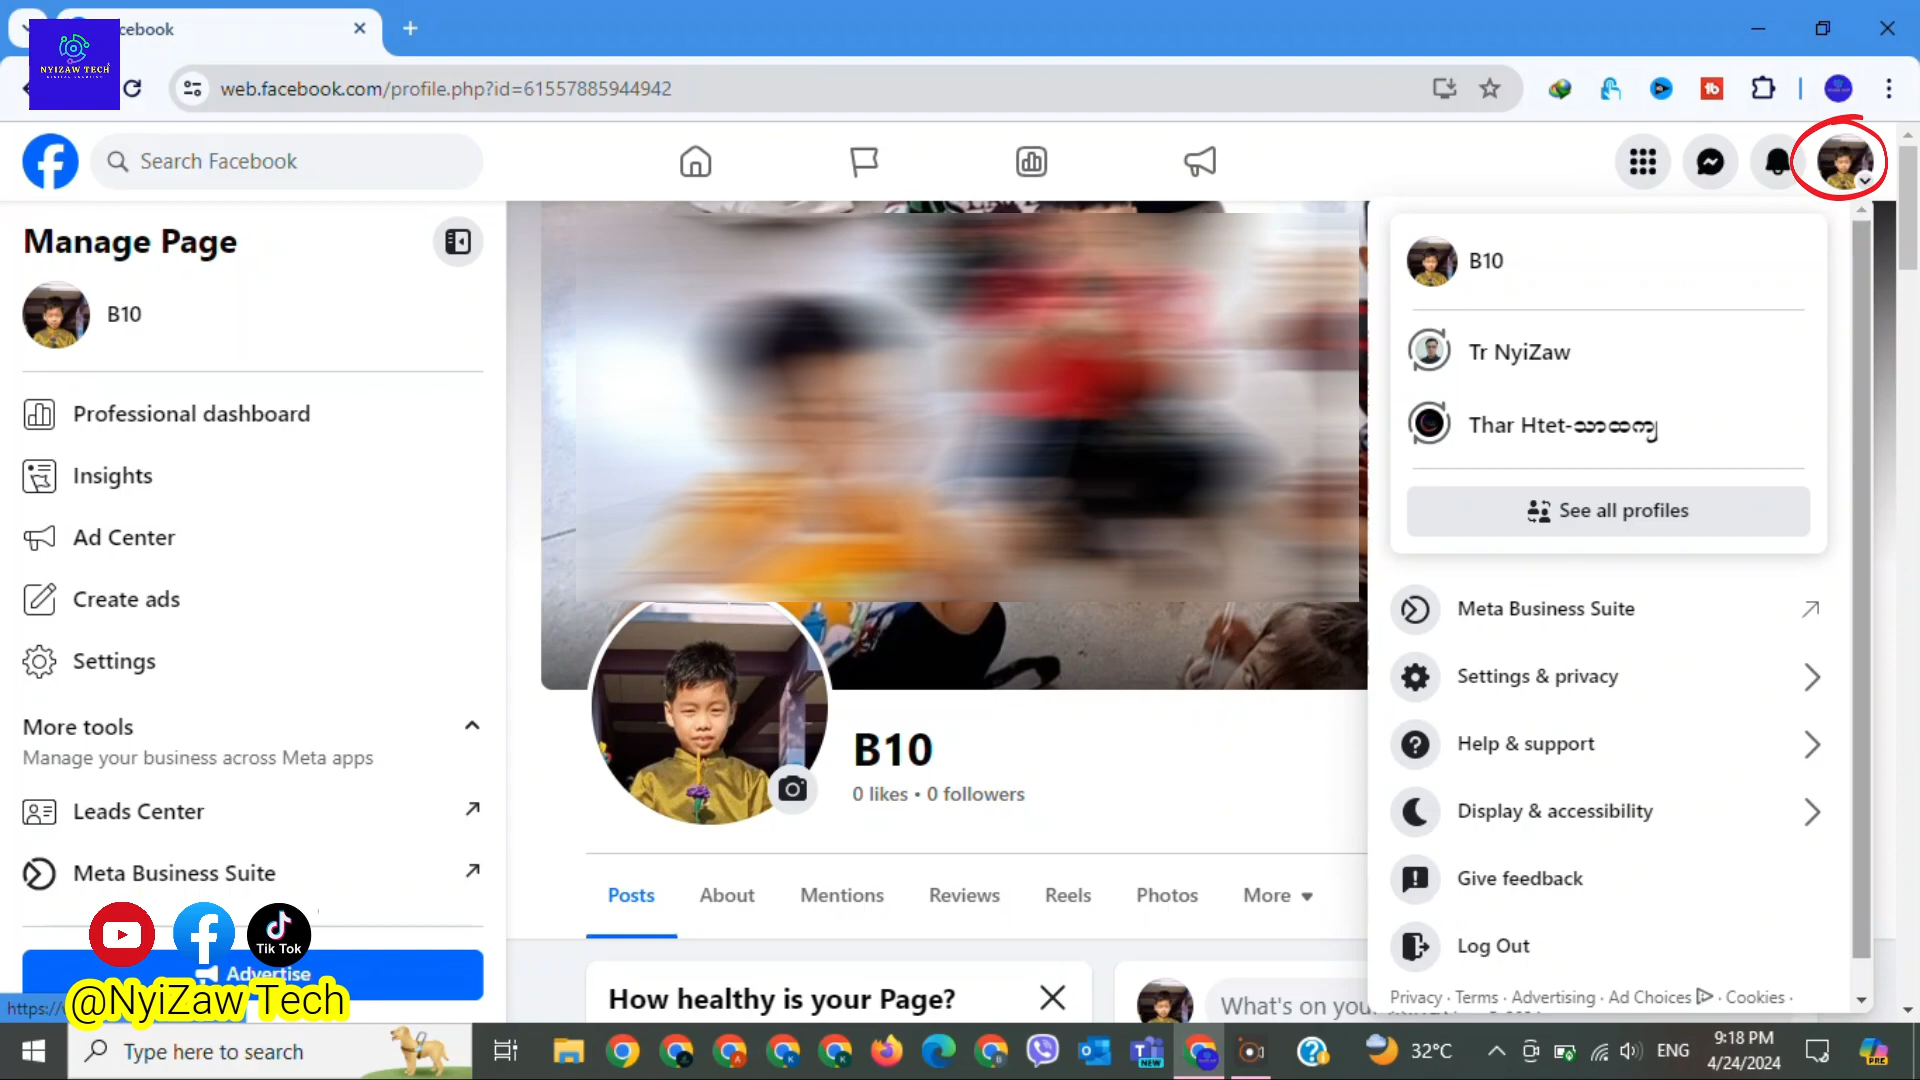 cebook
NYIZAW TECH
web.facebook.com/profile.php?id=61557885944942
Search Facebook
Manage Page
B10
Professional dashboard
Insights
Ad Center
Create ads
Settings
More tools
Manage your business across Meta apps
Leads Center
Meta Business Suite
Advertise
Tik Tok
@NyiZaw Tech
https://
B10
0 likes • 0 followers
Posts About Mentions Reviews Reels Photos More
How healthy is your Page?
What's on you
B10
Tr NyiZaw
Thar Htet-သာထကျ
See all profiles
Meta Business Suite
Settings & privacy
Help & support
Display & accessibility
Give feedback
Log Out
Privacy · Terms · Advertising · Ad Choices · Cookies ·
Type here to search
NEW
32°C
ENG
9:18 PM
4/24/2024
PRE